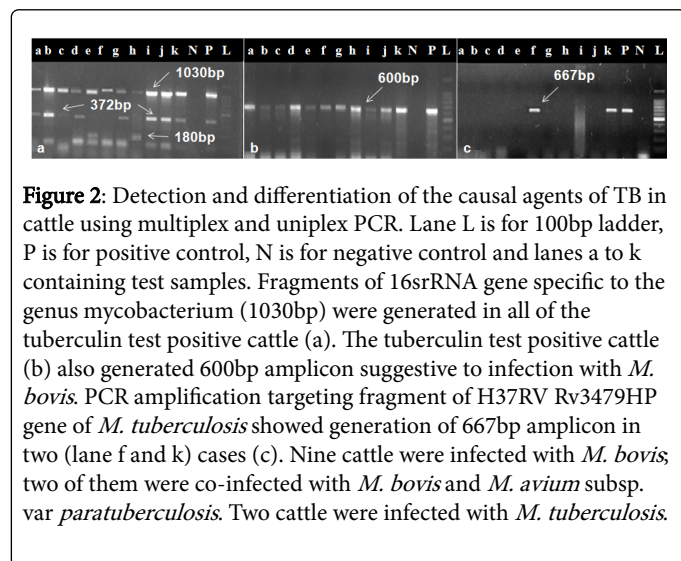 a b c d e f g h i j k N P L
a b c d e f g h i j k N P L
a b c d e f g h i j k P N L
1030bp
372bp
180bp
600bp
667bp
a
b
c
Figure 2: Detection and differentiation of the causal agents of TB in
cattle using multiplex and uniplex PCR. Lane L is for 100bp ladder,
P is for positive control, N is for negative control and lanes a to k
containing test samples. Fragments of 16srRNA gene specific to the
genus mycobacterium (1030bp) were generated in all of the
tuberculin test positive cattle (a). The tuberculin test positive cattle
(b) also generated 600bp amplicon suggestive to infection with M.
bovis. PCR amplification targeting fragment of H37RV Rv3479HP
gene of M. tuberculosis showed generation of 667bp amplicon in
two (lane f and k) cases (c). Nine cattle were infected with M. bovis;
two of them were co-infected with M. bovis and M. avium subsp.
var paratuberculosis. Two cattle were infected with M. tuberculosis.